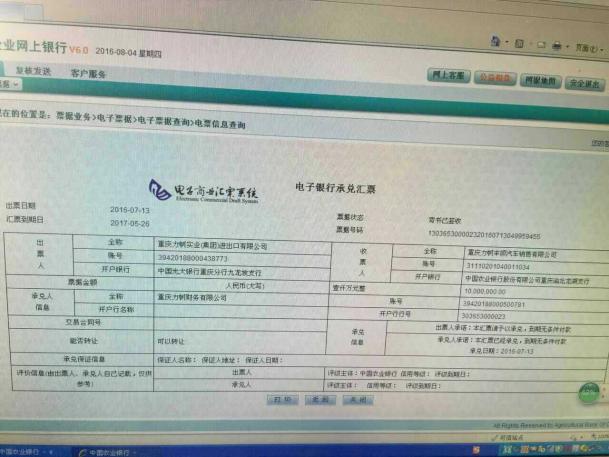 企业网上银行 V6.0 2016-08-04 星期四
页面(P)
复核发送 客户服务
网上客服 公益捐款 网银地图 安全退出
现在的位置是：票据业务>电子票据>电子票据查询>电票信息查询
电子商业汇票系统
Electronic Commercial Draft System
电子银行承兑汇票
出票日期 2016-07-13
汇票到期日 2017-05-26
票据状态 背书已签收
票据号码 130365300002320160713049959455
出票人 全称 重庆力帆实业(集团)进出口有限公司
账号 39420188000438773
开户银行 中国光大银行重庆分行九龙坡支行
收票人 全称 重庆力帆丰顺汽车销售有限公司
账号 31110201040011034
开户银行 中国农业银行股份有限公司重庆渝北龙湖支行
票据金额 人民币(大写) 壹仟万元整 10,000,000.00
承兑人信息 全称 重庆力帆财务有限公司
账号 39420188000500781
开户行名称
开户行行号 303653000023
交易合同号
能否转让 可以转让
承兑信息 出票人承诺：本汇票请予以承兑，到期无条件付款
承兑人承诺：本汇票已经承兑，到期无条件付款
承兑日期：2016-07-13
承兑保证信息 保证人名称： 保证人地址： 保证人日期：
评价信息(由出票人、承兑人自己记载，仅供参考)
出票人 评级主体：中国农业银行 信用等级： 评级到期日：
承兑人 评级主体： 信用等级： 评级到期日：
打印 返回 关闭
62%
All Rights Reserved by Agricultural Bank Of
可信站点
中国农业银行 - 中国农业银行 -